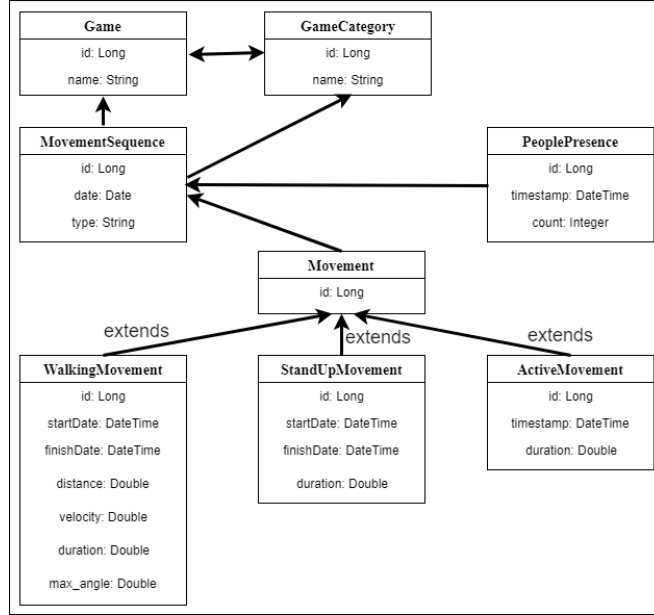 Game
id: Long
name: String
GameCategory
id: Long
name: String
MovementSequence
id: Long
date: Date
type: String
PeoplePresence
id: Long
timestamp: DateTime
count: Integer
Movement
id: Long
extends
extends
extends
WalkingMovement
id: Long
startDate: DateTime
finishDate: DateTime
distance: Double
velocity: Double
duration: Double
max_angle: Double
StandUpMovement
id: Long
startDate: DateTime
finishDate: DateTime
duration: Double
ActiveMovement
id: Long
timestamp: DateTime
duration: Double